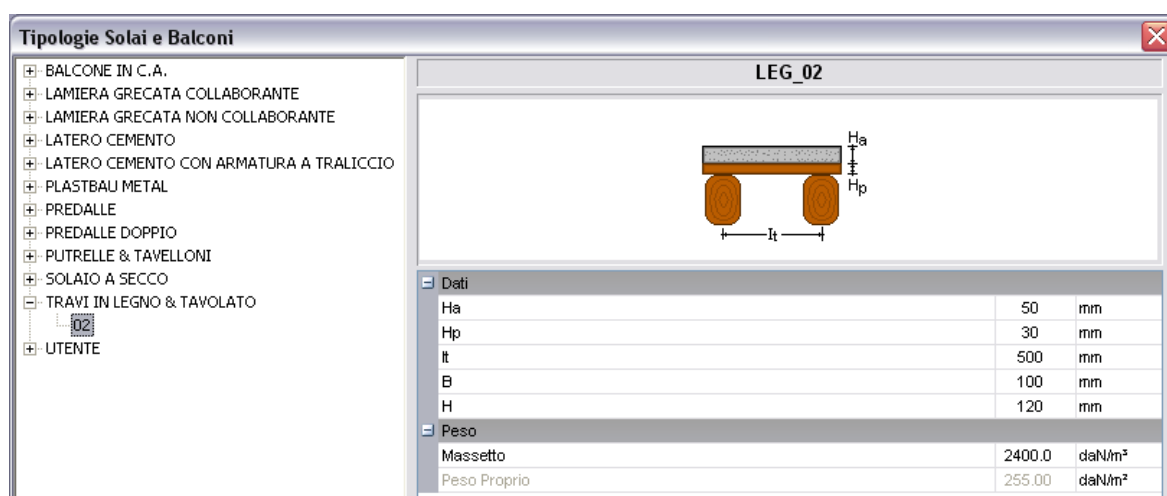 Tipologie Solai e Balconi
BALCONE IN C.A.
LAMIERA GRECATA COLLABORANTE
LAMIERA GRECATA NON COLLABORANTE
LATERO CEMENTO
LATERO CEMENTO CON ARMATURA A TRALICCIO
PLASTBAU METAL
PREDALLE
PREDALLE DOPPIO
PUTRELLE & TAVELLONI
SOLAIO A SECCO
TRAVI IN LEGNO & TAVOLATO
02
UTENTE
LEG_02
Ha
Hp
It
Dati
Ha 50 mm
Hp 30 mm
It 500 mm
B 100 mm
H 120 mm
Peso
Massetto 2400.0 daN/m³
Peso Proprio 255.00 daN/m²